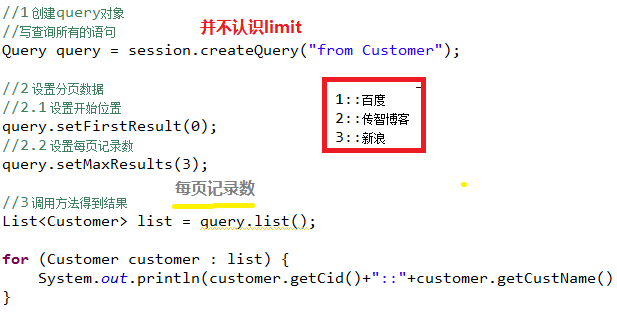 //1 创建query对象
//写查询所有的语句
并不认识limit
Query query = session.createQuery("from Customer");
//2 设置分页数据
//2.1 设置开始位置
query.setFirstResult(0);
//2.2 设置每页记录数
query.setMaxResults(3);
1::百度
2::传智博客
3::新浪
每页记录数
//3 调用方法得到结果
List<Customer> list = query.list();
for (Customer customer : list) {
System.out.println(customer.getCid()+"::"+customer.getCustName()
}